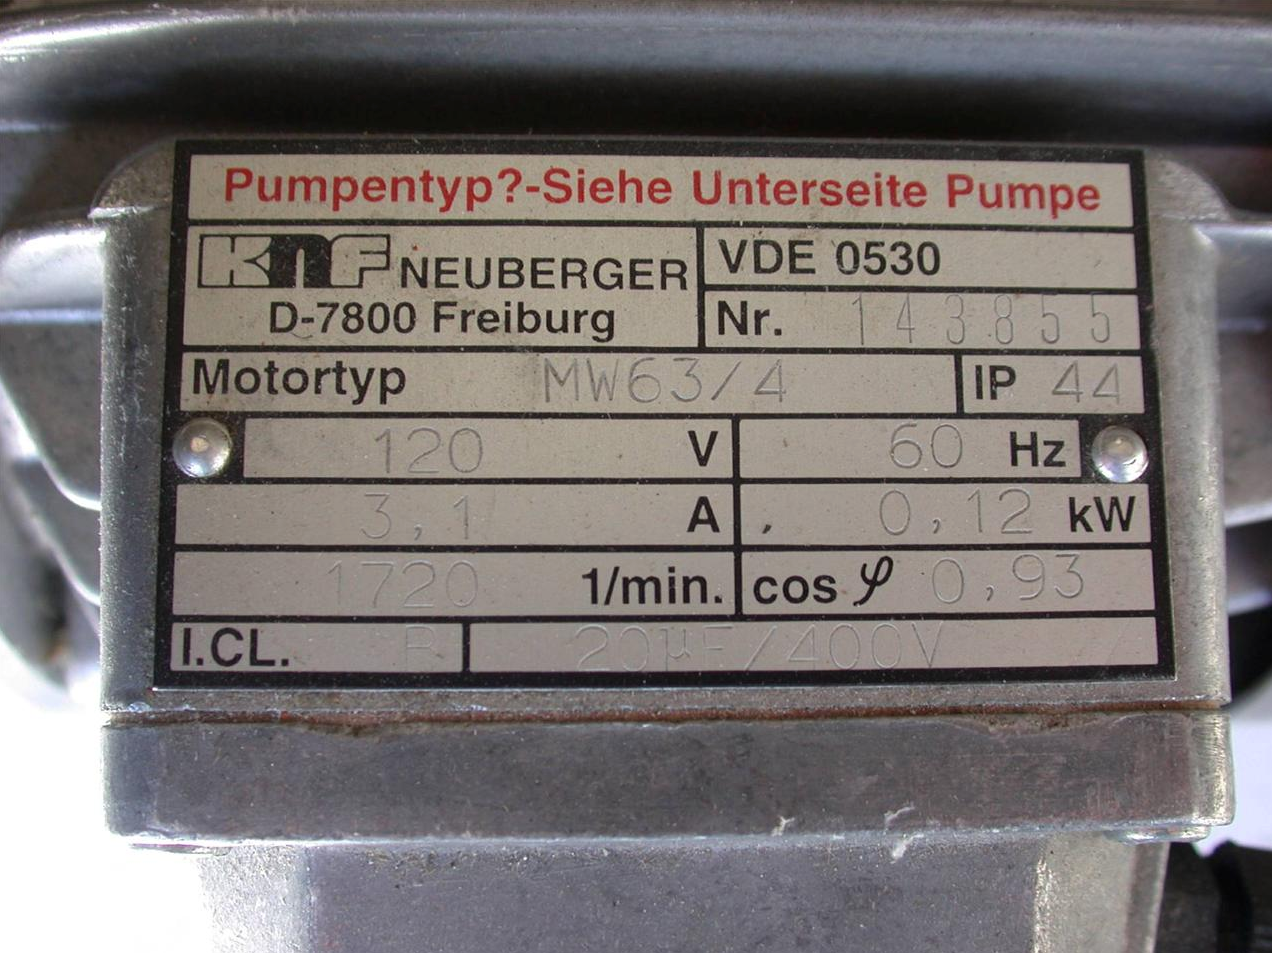 Pumpentyp?-Siehe Unterseite Pumpe
KNF NEUBERGER
D-7800 Freiburg
VDE 0530
Nr. 143855
Motortyp MW63/4
IP 44
120 V
60 Hz
3,1 A
0,12 kW
1720 1/min.
cos φ 0,93
I.CL. B
20µF/400V